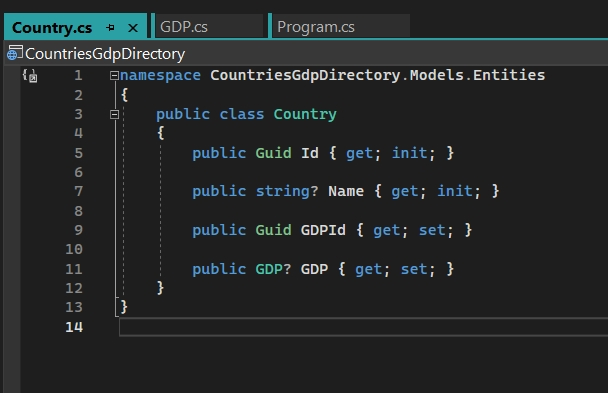 Country.cs GDP.cs Program.cs
CountriesGdpDirectory
1 namespace CountriesGdpDirectory.Models.Entities
2 {
3 public class Country
4 {
5 public Guid Id { get; init; }
6
7 public string? Name { get; init; }
8
9 public Guid GDPId { get; set; }
10
11 public GDP? GDP { get; set; }
12 }
13 }
14